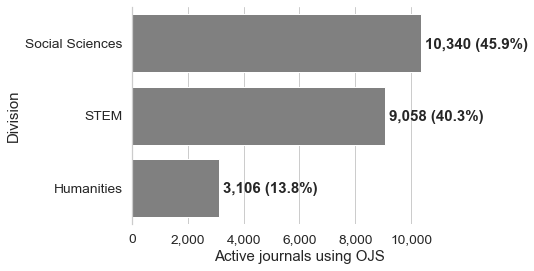 Division
Social Sciences
10,340 (45.9%)
STEM
9,058 (40.3%)
Humanities
3,106 (13.8%)
0 2,000 4,000 6,000 8,000 10,000
Active journals using OJS